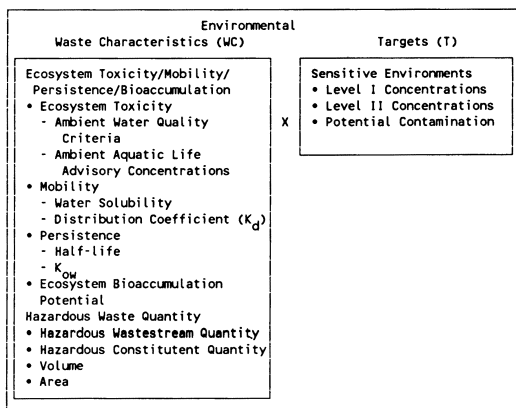 Environmental
Waste Characteristics (WC)
Ecosystem Toxicity/Mobility/
Persistence/Bioaccumulation
• Ecosystem Toxicity
- Ambient Water Quality
Criteria
- Ambient Aquatic Life
Advisory Concentrations
• Mobility
- Water Solubility
- Distribution Coefficient (Kd)
• Persistence
- Half-life
- Kow
• Ecosystem Bioaccumulation
Potential
Hazardous Waste Quantity
• Hazardous Wastestream Quantity
• Hazardous Constitutent Quantity
• Volume
• Area
X
Targets (T)
Sensitive Environments
• Level I Concentrations
• Level II Concentrations
• Potential Contamination